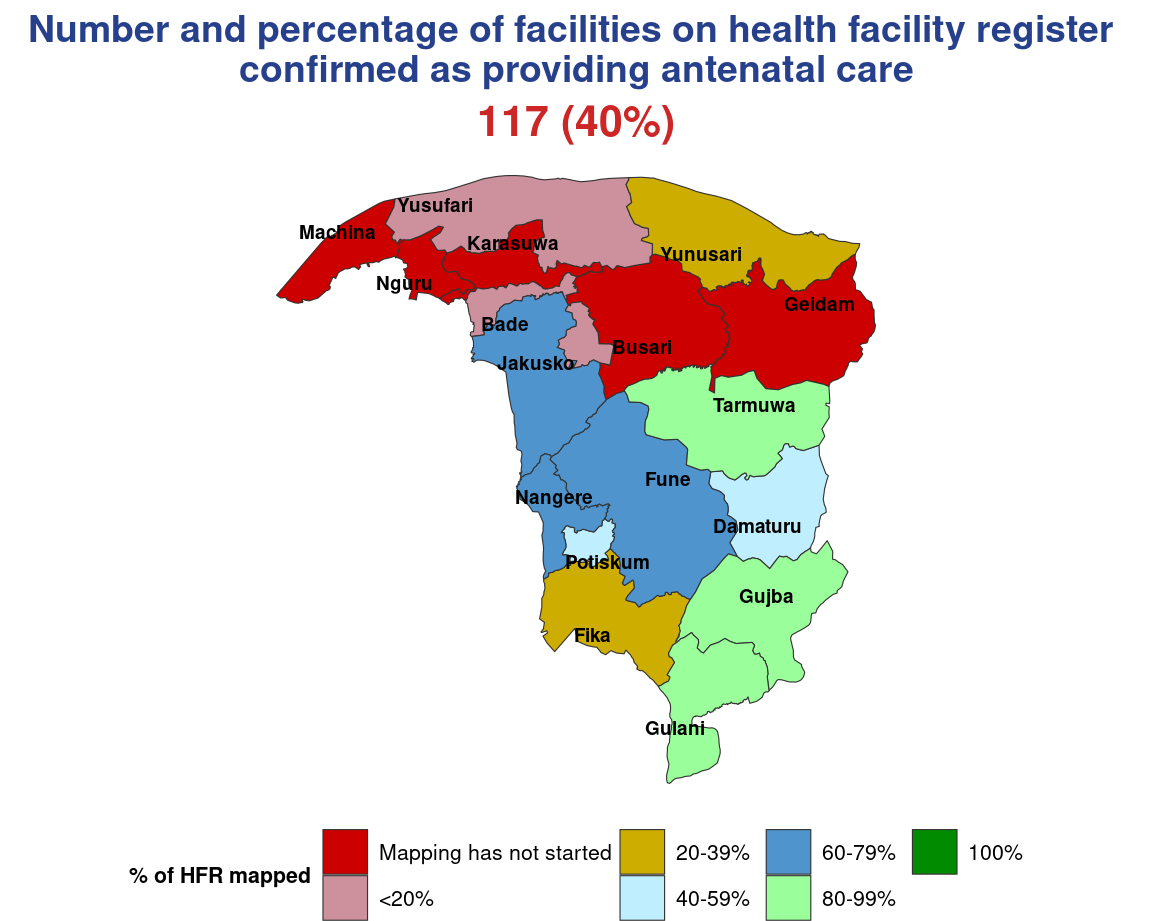 Number and percentage of facilities on health facility register
confirmed as providing antenatal care
117 (40%)
Yusufari
Machina
Karasuwa
Yunusari
Nguru
Geidam
Bade
Busari
Jakusko
Tarmuwa
Fune
Nangere
Damaturu
Potiskum
Gujba
Fika
Gulani
% of HFR mapped
Mapping has not started
<20%
20-39%
40-59%
60-79%
80-99%
100%